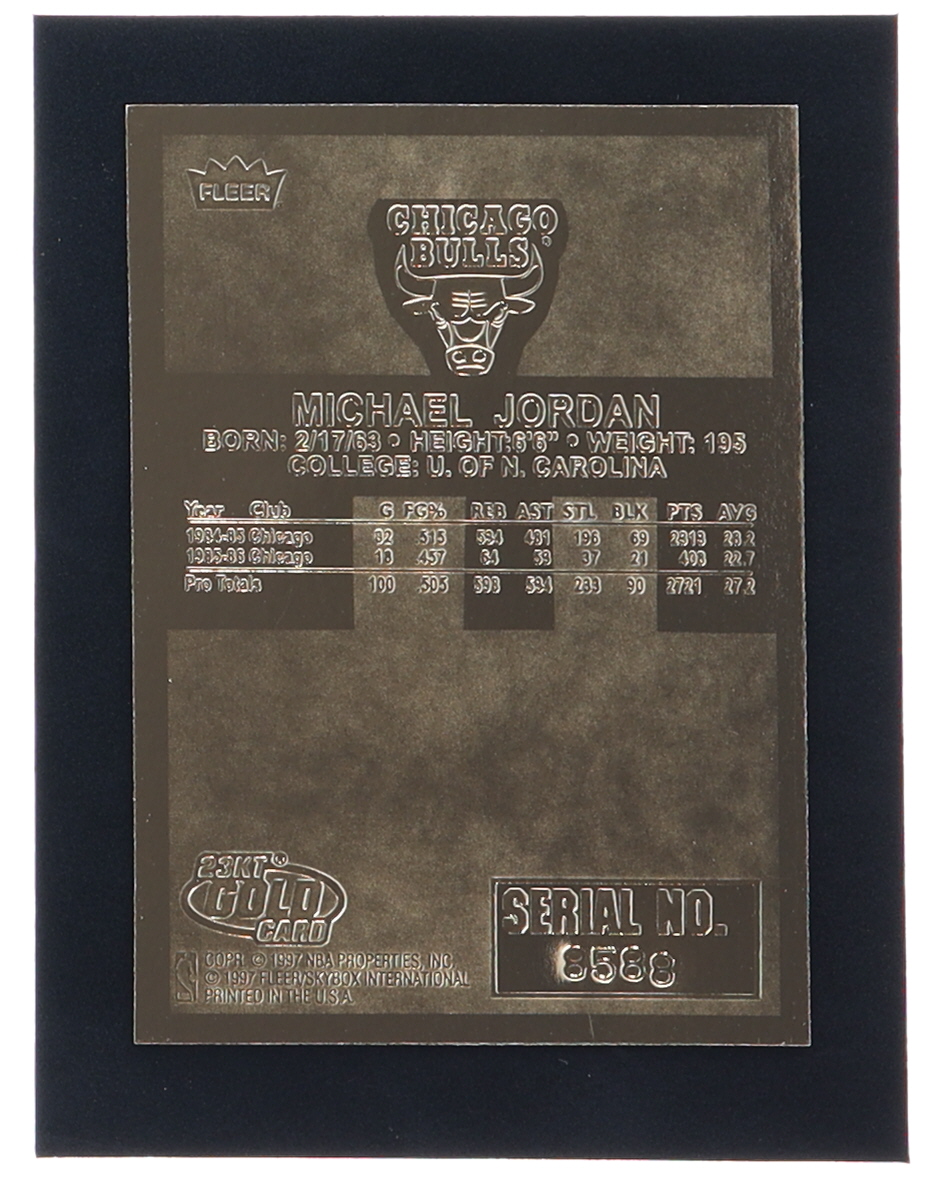 FLEER
CHICAGO
BULLS
MICHAEL JORDAN
BORN: 2/17/63 • HEIGHT:6'6" • WEIGHT: 195
COLLEGE: U. OF N. CAROLINA
Year Club G FG% REB AST STL BLK PTS AVG
1984-85 Chicago 82 .515 534 481 196 69 2313 28.2
1985-86 Chicago 18 .457 64 53 37 21 408 22.7
Pro Totals 100 .505 598 534 233 90 2721 27.2
23KT®
GOLD
CARD
SERIAL NO.
COPR. © 1997 NBA PROPERTIES, INC.
© 1997 FLEER/SKYBOX INTERNATIONAL
PRINTED IN THE U.S.A.